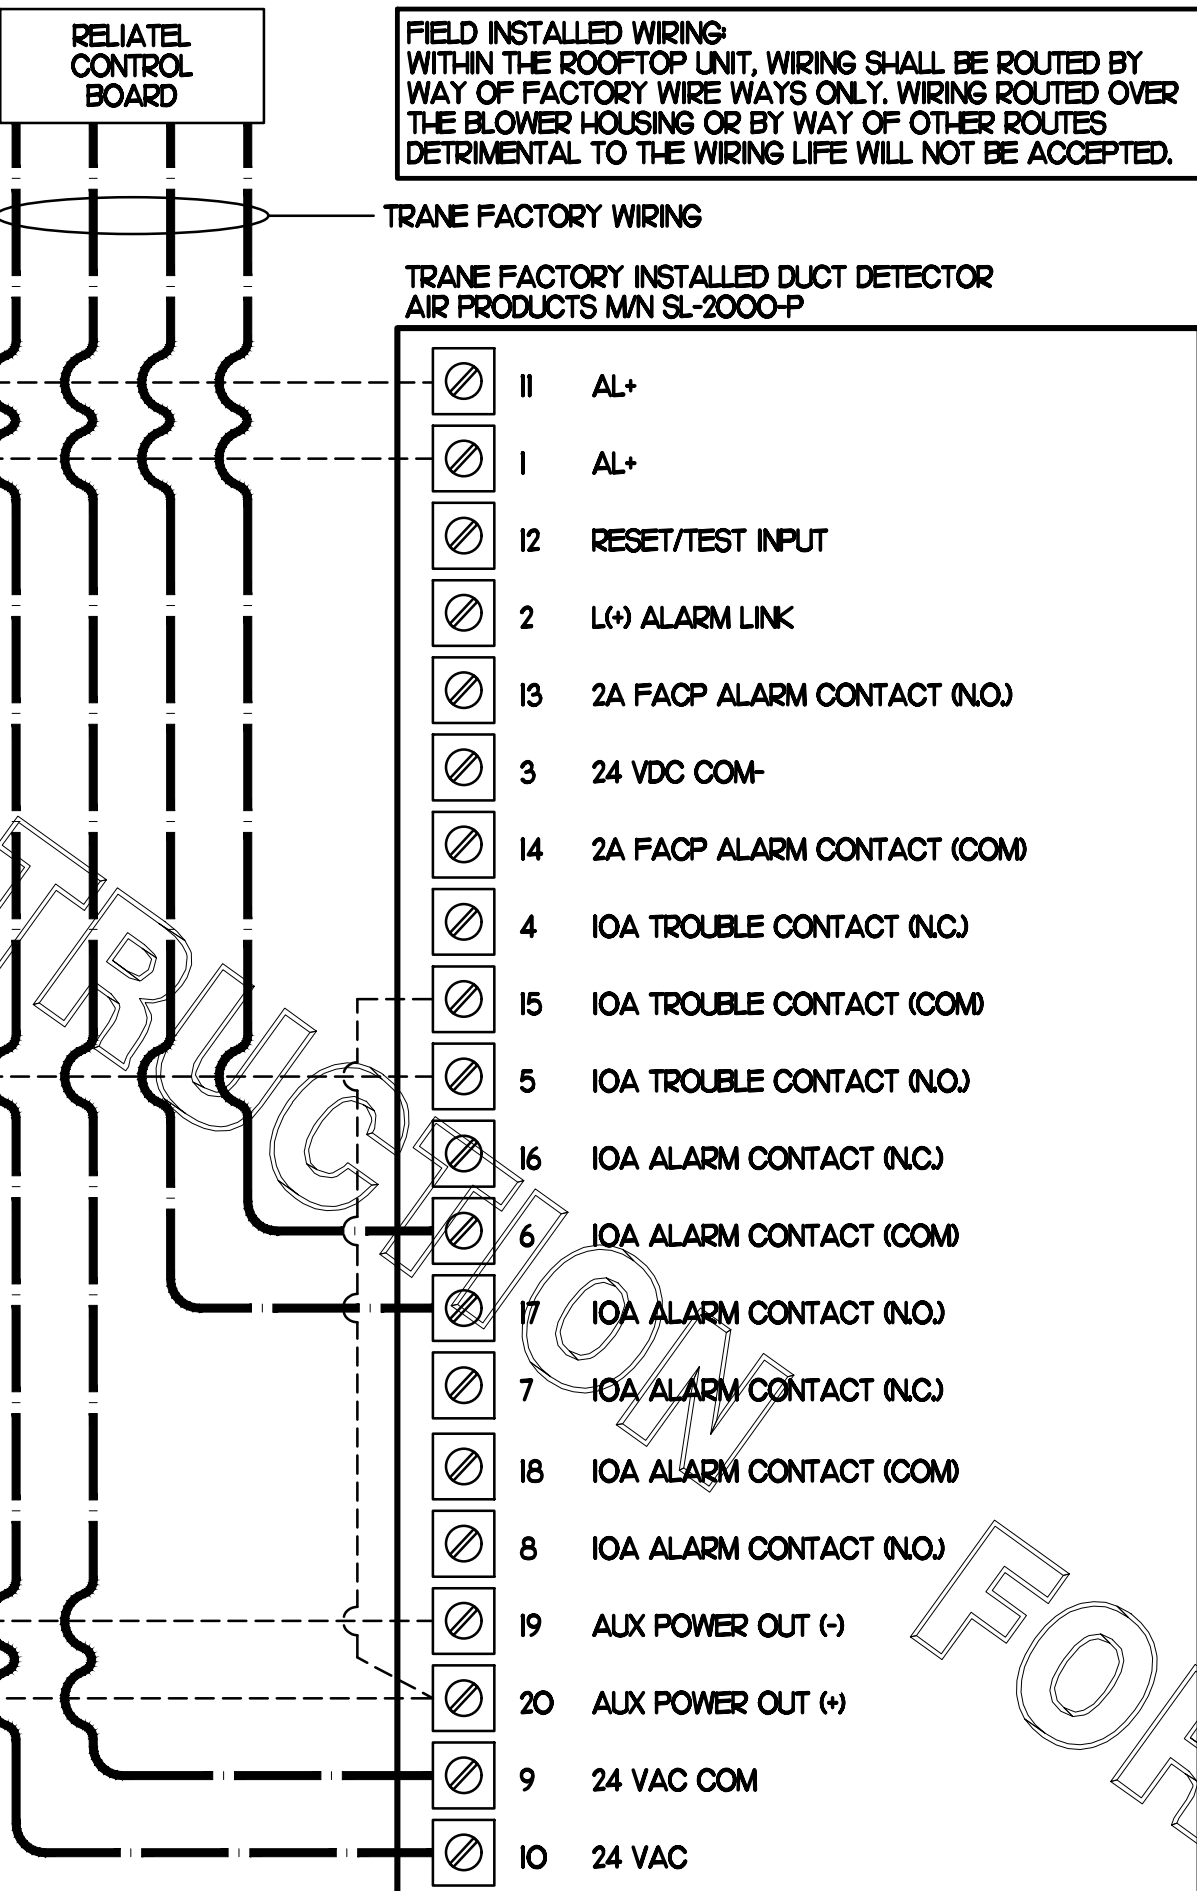 RELIATEL
CONTROL
BOARD
FIELD INSTALLED WIRING:
WITHIN THE ROOFTOP UNIT, WIRING SHALL BE ROUTED BY
WAY OF FACTORY WIRE WAYS ONLY. WIRING ROUTED OVER
THE BLOWER HOUSING OR BY WAY OF OTHER ROUTES
DETRIMENTAL TO THE WIRING LIFE WILL NOT BE ACCEPTED.
TRANE FACTORY WIRING
TRANE FACTORY INSTALLED DUCT DETECTOR
AIR PRODUCTS M/N SL-2000-P
11 AL+
1 AL+
12 RESET/TEST INPUT
2 L(+) ALARM LINK
13 2A FACP ALARM CONTACT (N.O.)
3 24 VDC COM-
14 2A FACP ALARM CONTACT (COM)
4 10A TROUBLE CONTACT (N.C.)
15 10A TROUBLE CONTACT (COM)
5 10A TROUBLE CONTACT (N.O.)
16 10A ALARM CONTACT (N.C.)
6 10A ALARM CONTACT (COM)
17 10A ALARM CONTACT (N.O.)
7 10A ALARM CONTACT (N.C.)
18 10A ALARM CONTACT (COM)
8 10A ALARM CONTACT (N.O.)
19 AUX POWER OUT (-)
20 AUX POWER OUT (+)
9 24 VAC COM
10 24 VAC
TRUCTION
FOR